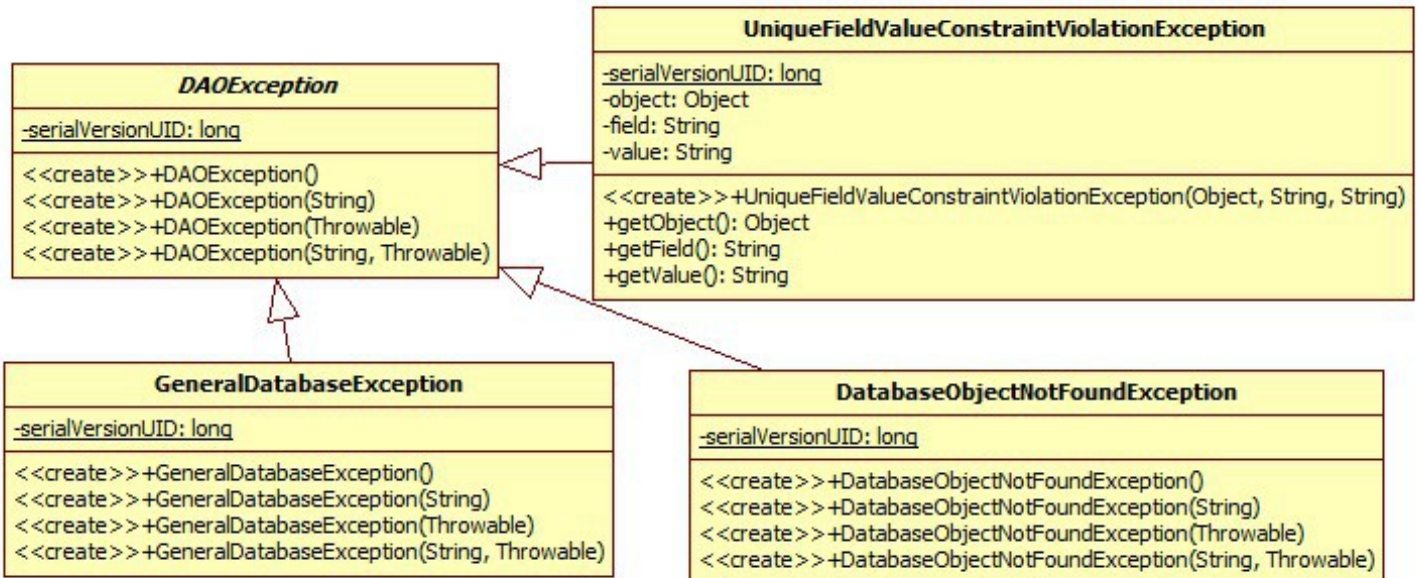 DAOException
-serialVersionUID: long
<<create>>+DAOException()
<<create>>+DAOException(String)
<<create>>+DAOException(Throwable)
<<create>>+DAOException(String, Throwable)
UniqueFieldValueConstraintViolationException
-serialVersionUID: long
-object: Object
-field: String
-value: String
<<create>>+UniqueFieldValueConstraintViolationException(Object, String, String)
+getObject(): Object
+getField(): String
+getValue(): String
GeneralDatabaseException
-serialVersionUID: long
<<create>>+GeneralDatabaseException()
<<create>>+GeneralDatabaseException(String)
<<create>>+GeneralDatabaseException(Throwable)
<<create>>+GeneralDatabaseException(String, Throwable)
DatabaseObjectNotFoundException
-serialVersionUID: long
<<create>>+DatabaseObjectNotFoundException()
<<create>>+DatabaseObjectNotFoundException(String)
<<create>>+DatabaseObjectNotFoundException(Throwable)
<<create>>+DatabaseObjectNotFoundException(String, Throwable)